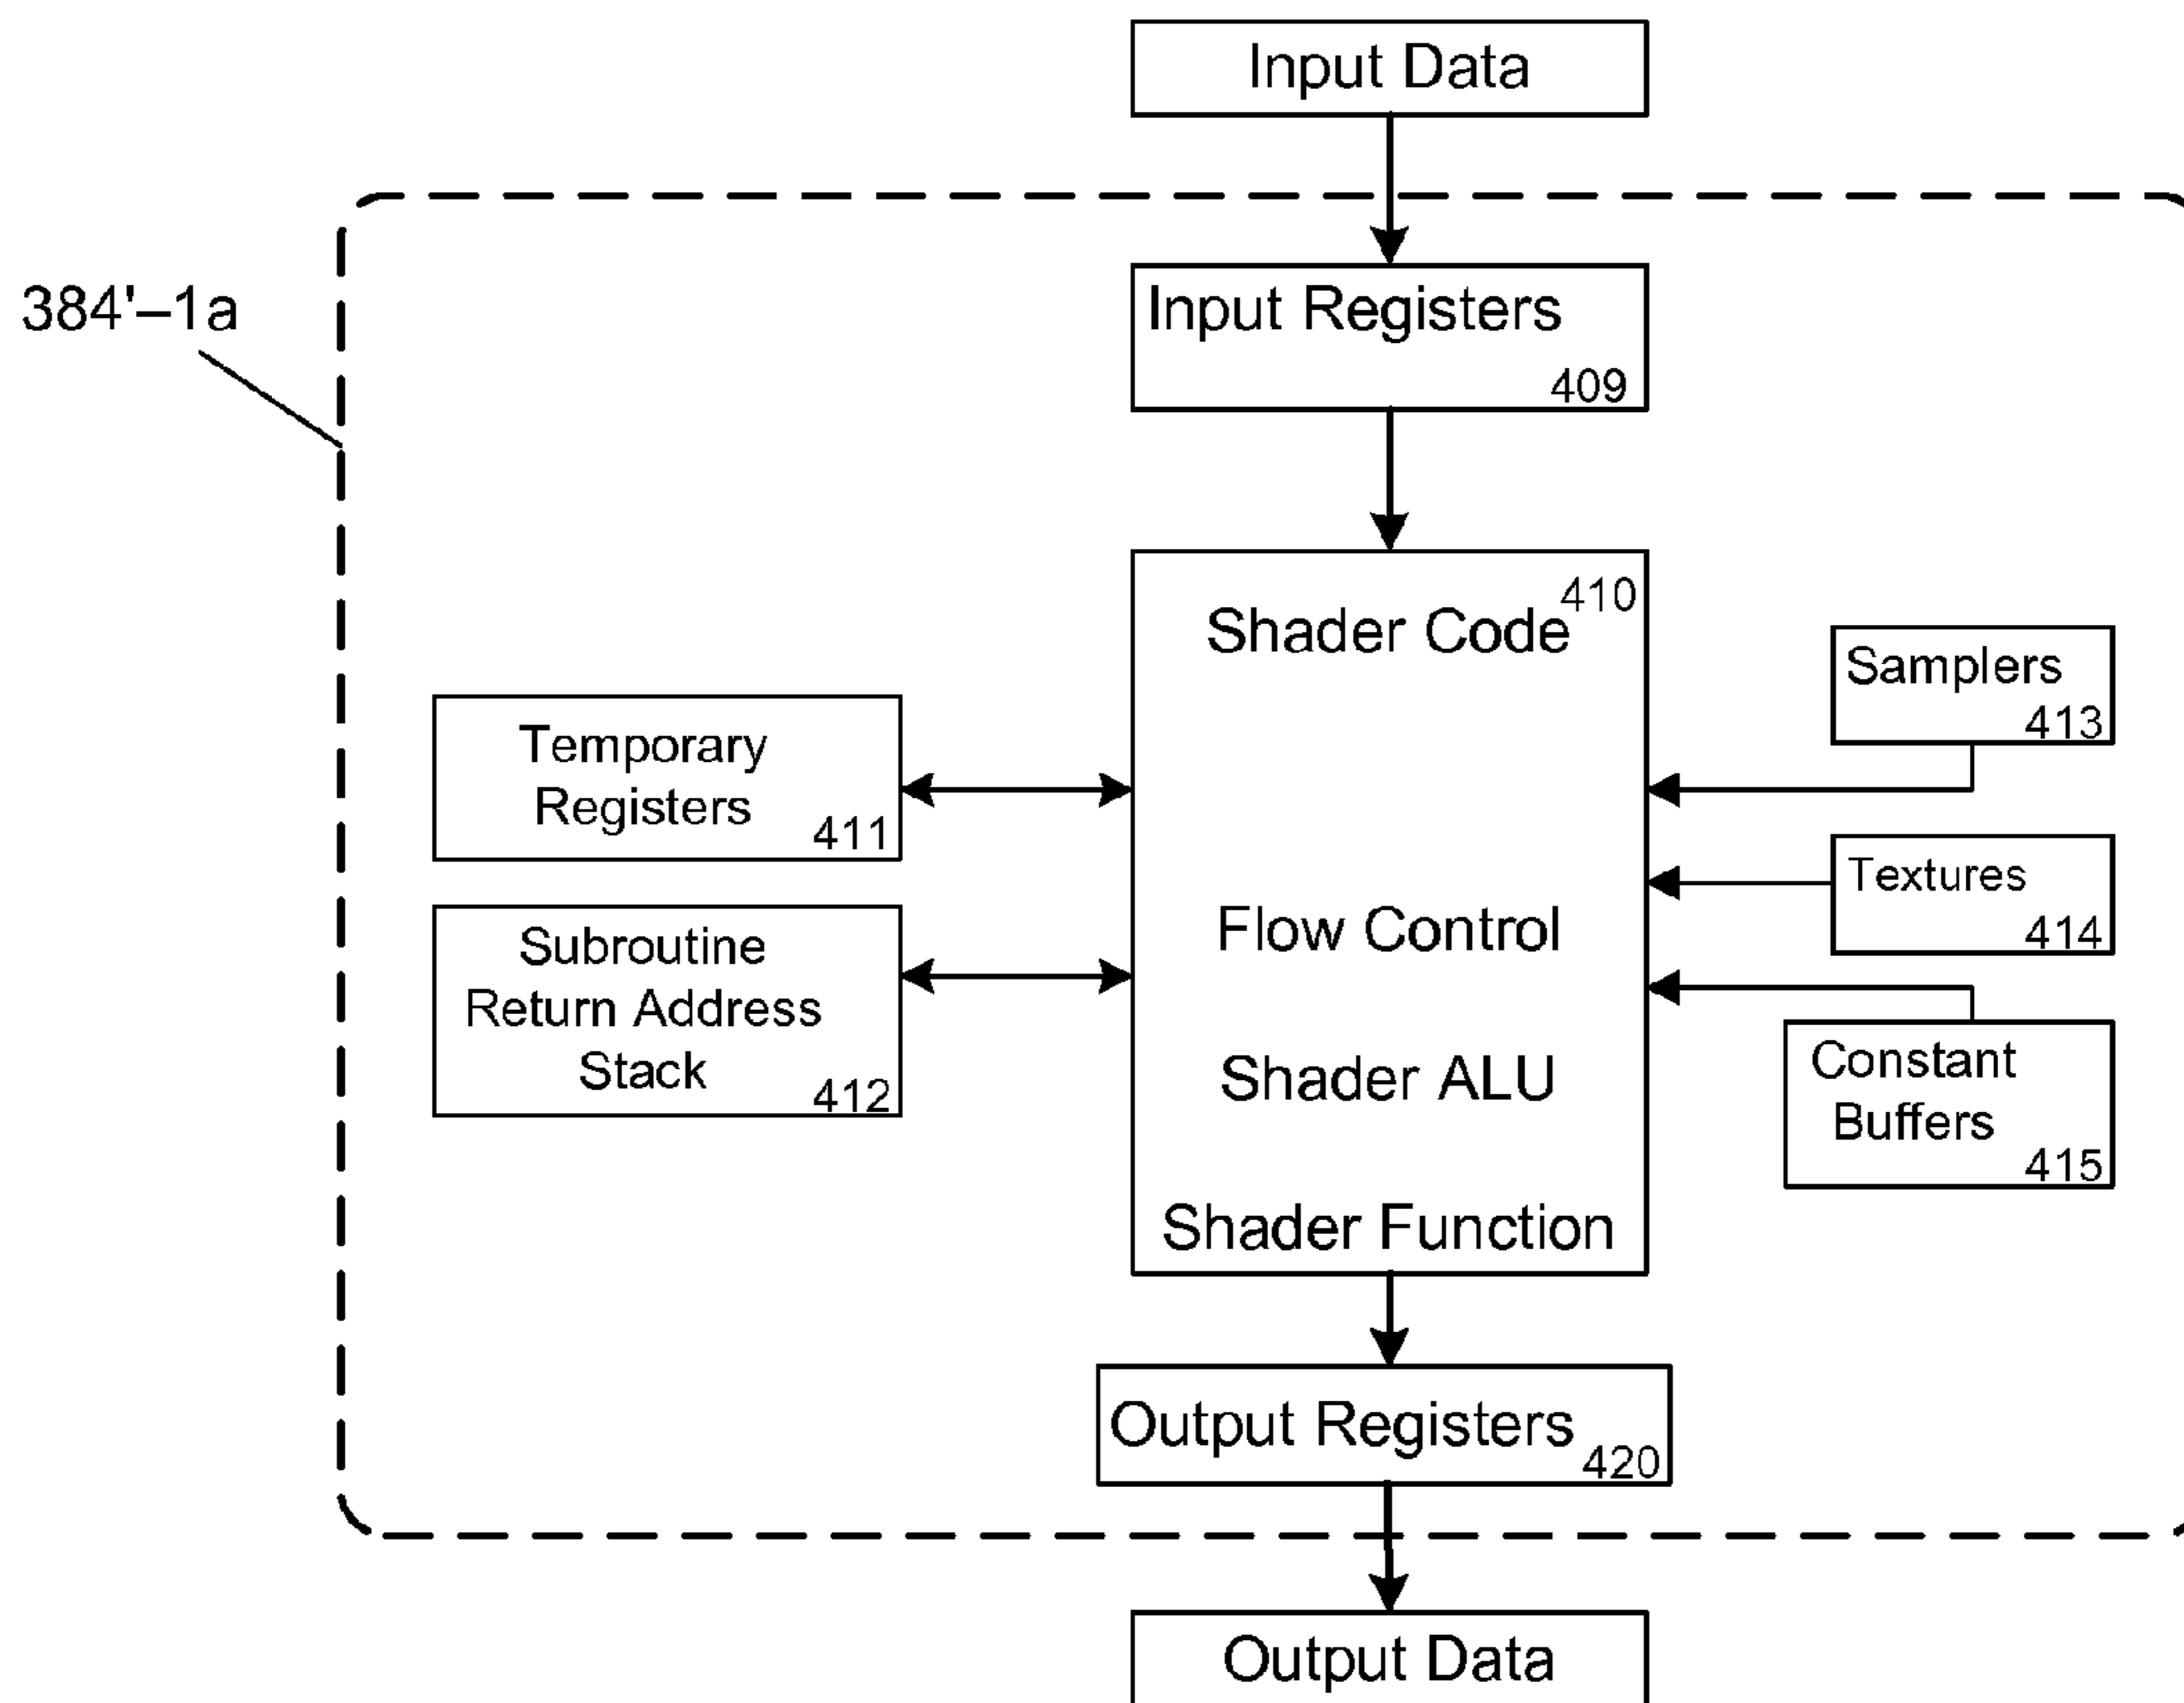 Input Data
384'–1a
Input Registers
409
410
Shader Code
Flow Control
Shader ALU
Shader Function
Temporary
Registers
411
Subroutine
Return Address
Stack
412
Samplers
413
Textures
414
Constant
Buffers
415
Output Registers
420
Output Data